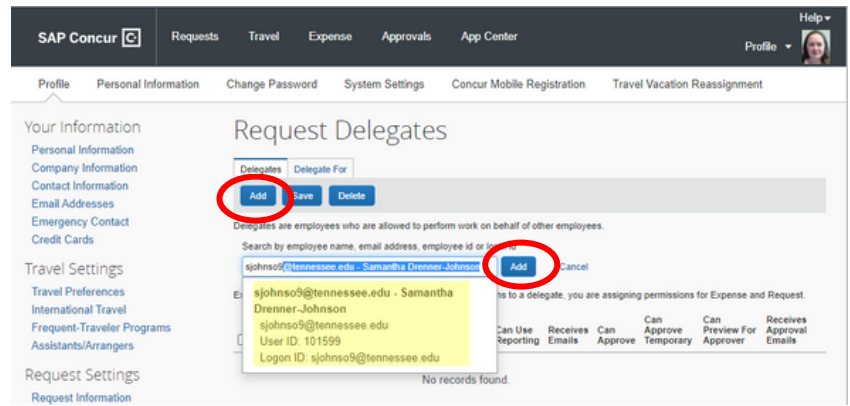 Help
SAP Concur C Requests Travel Expense Approvals App Center
Profile
Profile Personal Information Change Password System Settings Concur Mobile Registration Travel Vacation Reassignment
Your Information
Personal Information
Company Information
Contact Information
Email Addresses
Emergency Contact
Credit Cards
Travel Settings
Travel Preferences
International Travel
Frequent-Traveler Programs
Assistants/Arrangers
Request Settings
Request Information
Request Delegates
Delegates Delegate For
Add Save Delete
Delegates are employees who are allowed to perform work on behalf of other employees.
Search by employee name, email address, employee id or
sjohnso9@tennessee.edu - Samantha Drenner-Johnson Add Cancel
ns to a delegate, you are assigning permissions for Expense and Request.
sjohnso9@tennessee.edu - Samantha
Drenner-Johnson
sjohnso9@tennessee.edu
User ID: 101599
Logon ID: sjohnso9@tennessee.edu
Can Use Reporting
Receives Emails
Can Approve
Can Approve Temporary
Can Preview For Approver
Receives Approval Emails
No records found.